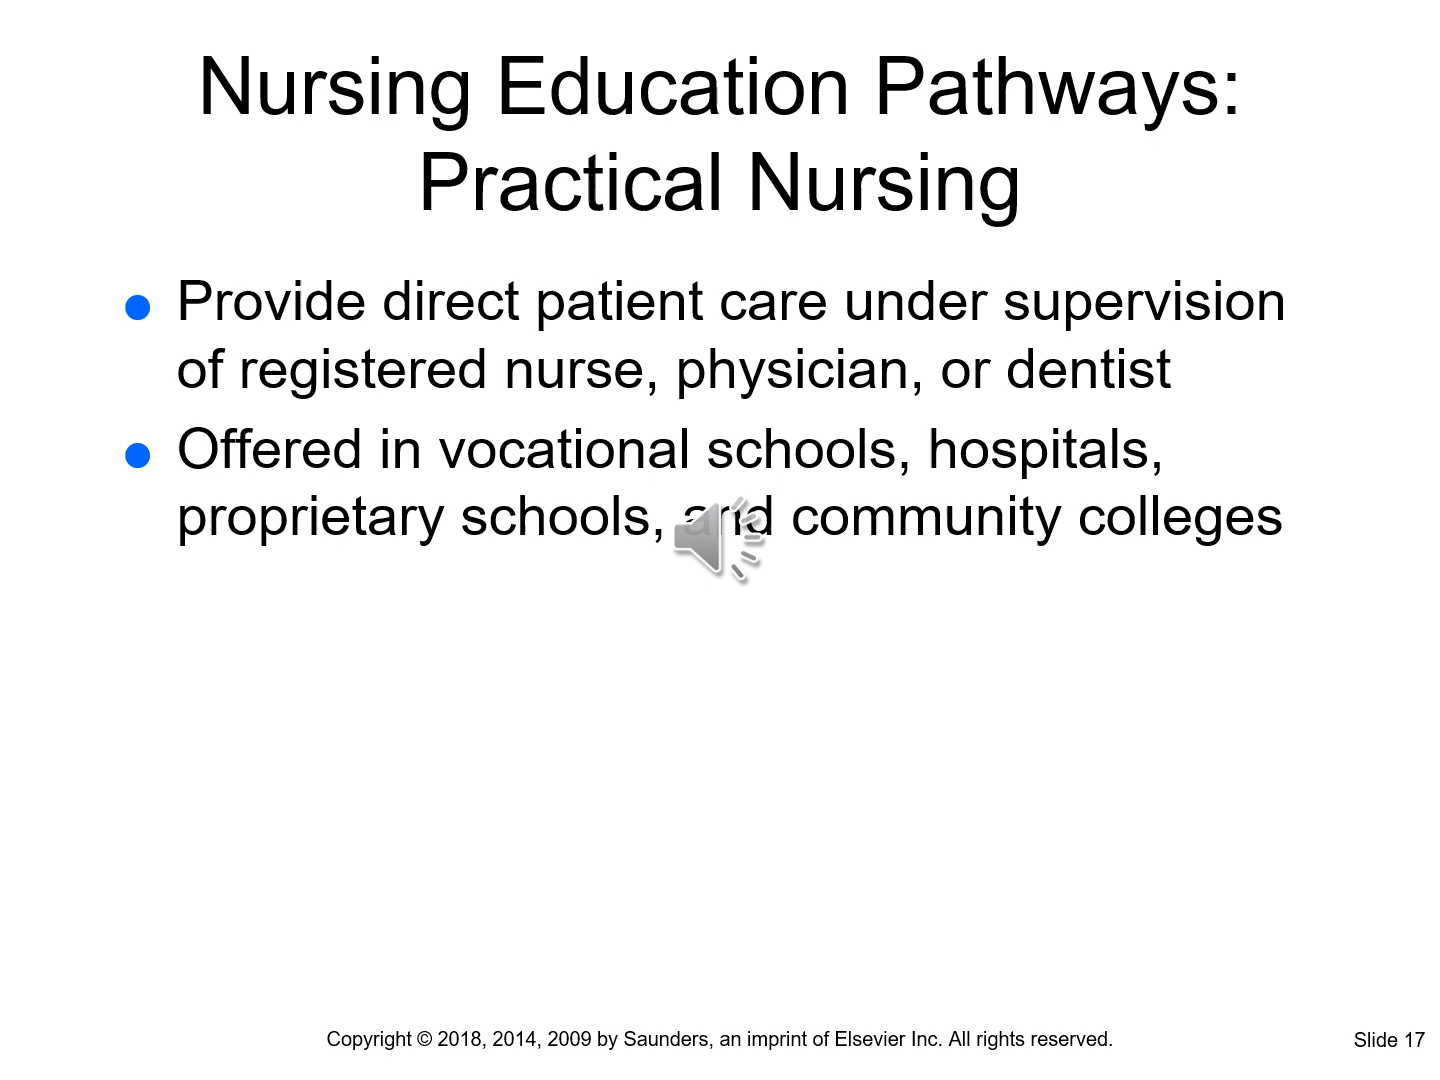 Nursing Education Pathways:
Practical Nursing
● Provide direct patient care under supervision
of registered nurse, physician, or dentist
● Offered in vocational schools, hospitals,
proprietary schools, and community colleges
Copyright © 2018, 2014, 2009 by Saunders, an imprint of Elsevier Inc. All rights reserved.
Slide 17